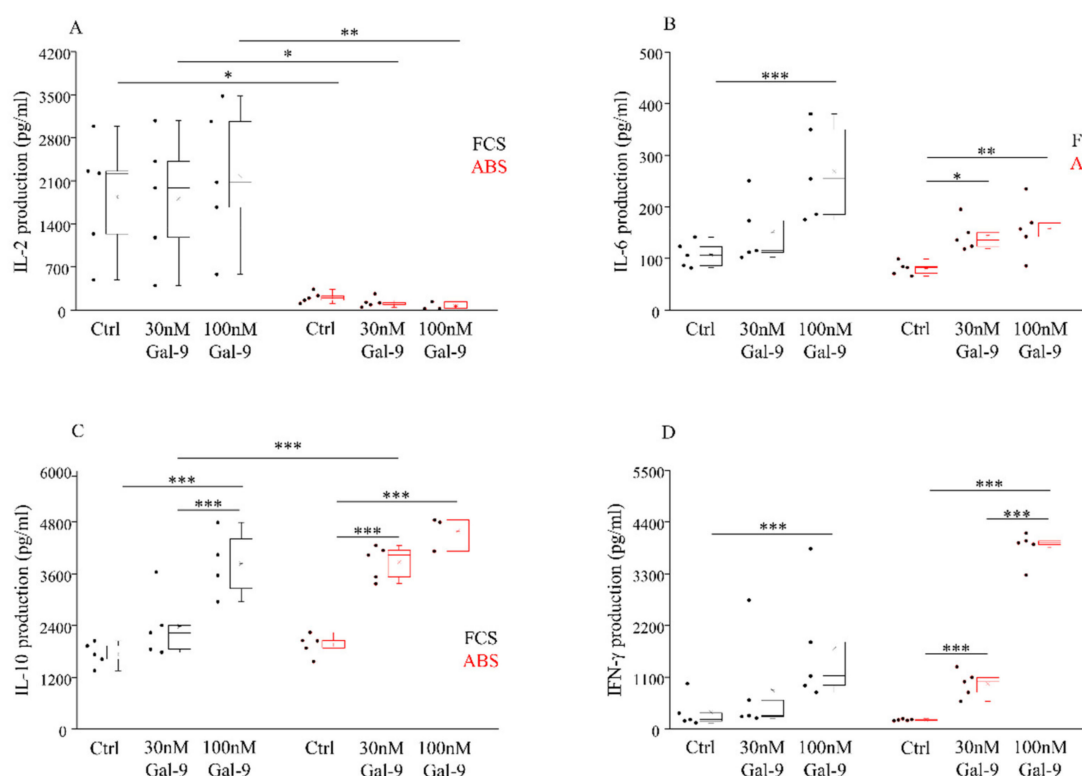 A
**
*
*
IL-2 production (pg/ml)
4200
3500
2800
2100
1400
700
0
FCS
ABS
Ctrl 30nM 100nM Ctrl 30nM 100nM
Gal-9 Gal-9 Gal-9 Gal-9
B
***
**
*
IL-6 production (pg/ml)
500
400
300
200
100
0
F
A
Ctrl 30nM 100nM Ctrl 30nM 100nM
Gal-9 Gal-9 Gal-9 Gal-9
C
***
***
***
***
***
IL-10 production (pg/ml)
6000
4800
3600
2400
1200
0
FCS
ABS
Ctrl 30nM 100nM Ctrl 30nM 100nM
Gal-9 Gal-9 Gal-9 Gal-9
D
***
***
***
***
IFN-γ production (pg/ml)
5500
4400
3300
2200
1100
0
Ctrl 30nM 100nM Ctrl 30nM 100nM
Gal-9 Gal-9 Gal-9 Gal-9